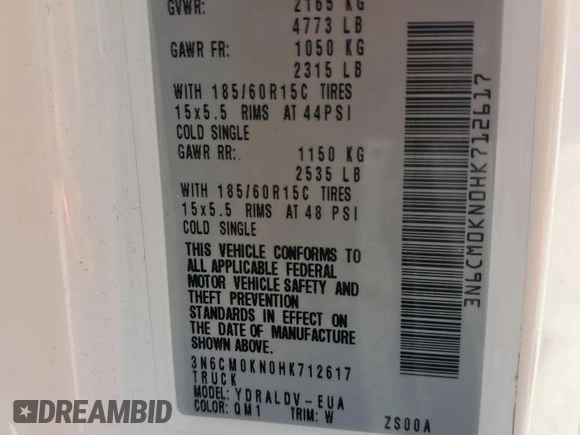 GVWR: 2165 KG
4773 LB
GAWR FR: 1050 KG
2315 LB
WITH 185/60R15C TIRES
15x5.5 RIMS AT 44PSI
COLD SINGLE
GAWR RR: 1150 KG
2535 LB
WITH 185/60R15C TIRES
15x5.5 RIMS AT 48 PSI
COLD SINGLE
THIS VEHICLE CONFORMS TO
ALL APPLICABLE FEDERAL
MOTOR VEHICLE SAFETY AND
THEFT PREVENTION
STANDARDS IN EFFECT ON
THE DATE OF MANUFACTURE
SHOWN ABOVE.
3N6CM0KN0HK712617
TRUCK
MODEL: YDRALDV-EUA
COLOR: QM1 TRIM: W ZS00A
3N6CM0KN0HK712617
DREAMBID